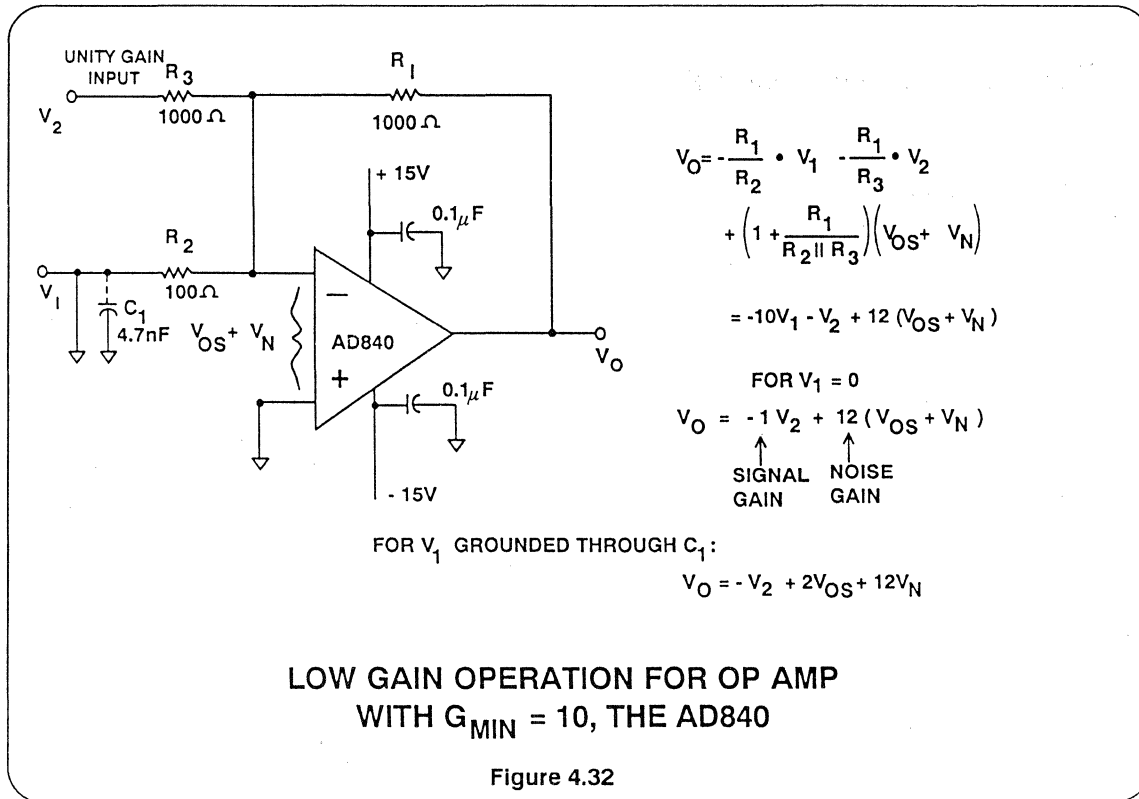 UNITY GAIN
INPUT
R3
R1
V2
1000 Ω
1000 Ω
+ 15V
0.1μF
R2
V1
100Ω
C1
4.7nF
VOS + VN
−
AD840
+
VO
0.1μF
- 15V
VO = - R1/R2 • V1 - R1/R3 • V2
+ (1 + R1/R2 || R3)(VOS + VN)
= -10V1 - V2 + 12 (VOS + VN)
FOR V1 = 0
VO = - 1 V2 + 12 (VOS + VN)
SIGNAL GAIN
NOISE GAIN
FOR V1 GROUNDED THROUGH C1:
VO = - V2 + 2VOS + 12VN
LOW GAIN OPERATION FOR OP AMP
WITH GMIN = 10, THE AD840
Figure 4.32